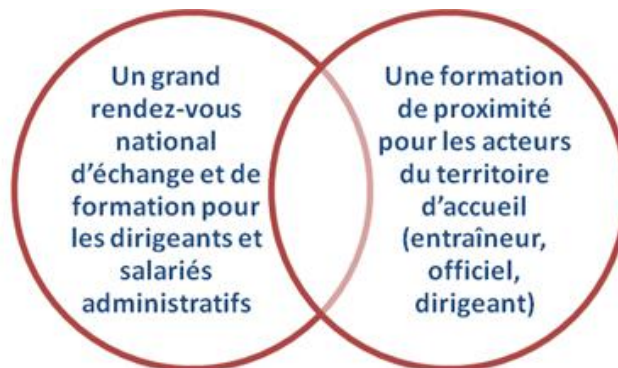 Un grand
rendez-vous
national
d'échange et de
formation pour
les dirigeants et
salariés
administratifs
Une formation
de proximité
pour les acteurs
du territoire
d'accueil
(entraîneur,
officiel,
dirigeant)